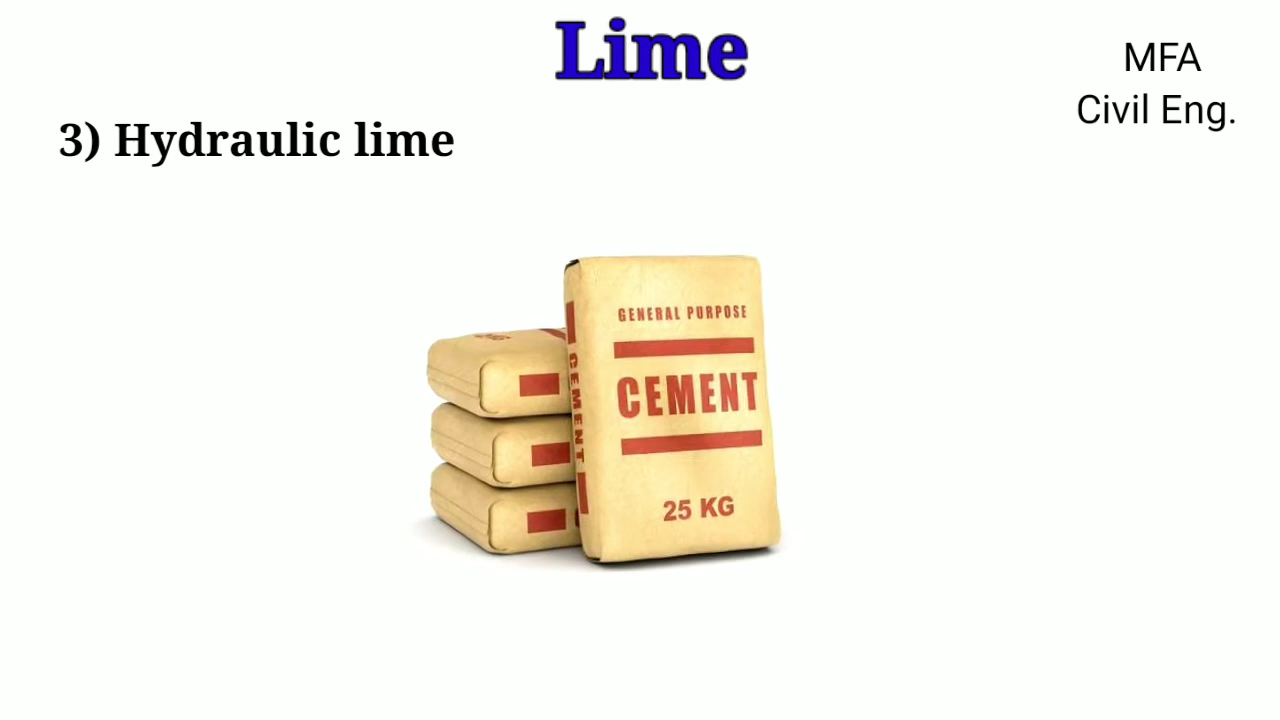 Lime
MFA
Civil Eng.
3) Hydraulic lime
GENERAL PURPOSE
CEMENT
25 KG
CEMENT